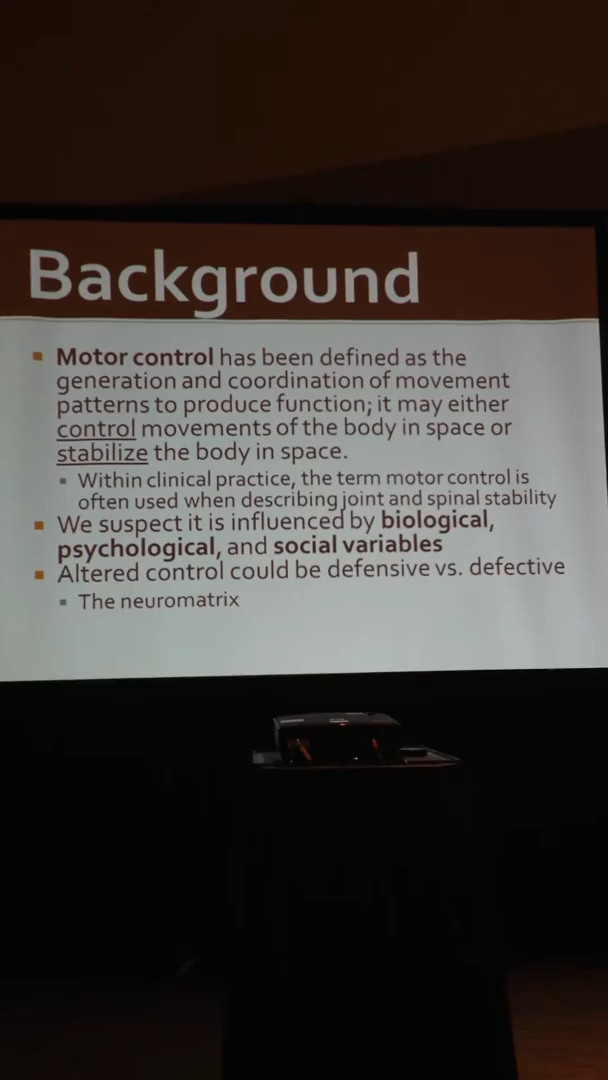 Background
Motor control has been defined as the
generation and coordination of movement
patterns to produce function; it may either
control movements of the body in space or
stabilize the body in space.
Within clinical practice, the term motor control is
often used when describing joint and spinal stability
We suspect it is influenced by biological,
psychological, and social variables
Altered control could be defensive vs. defective
The neuromatrix